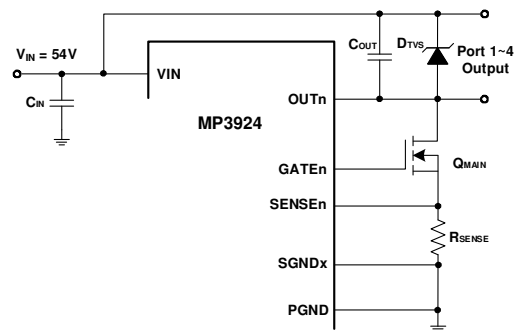 VIN = 54V
COUT
DTVS
Port 1~4
Output
VIN
CIN
OUTn
MP3924
GATEn
QMAIN
SENSEn
RSENSE
SGNDx
PGND